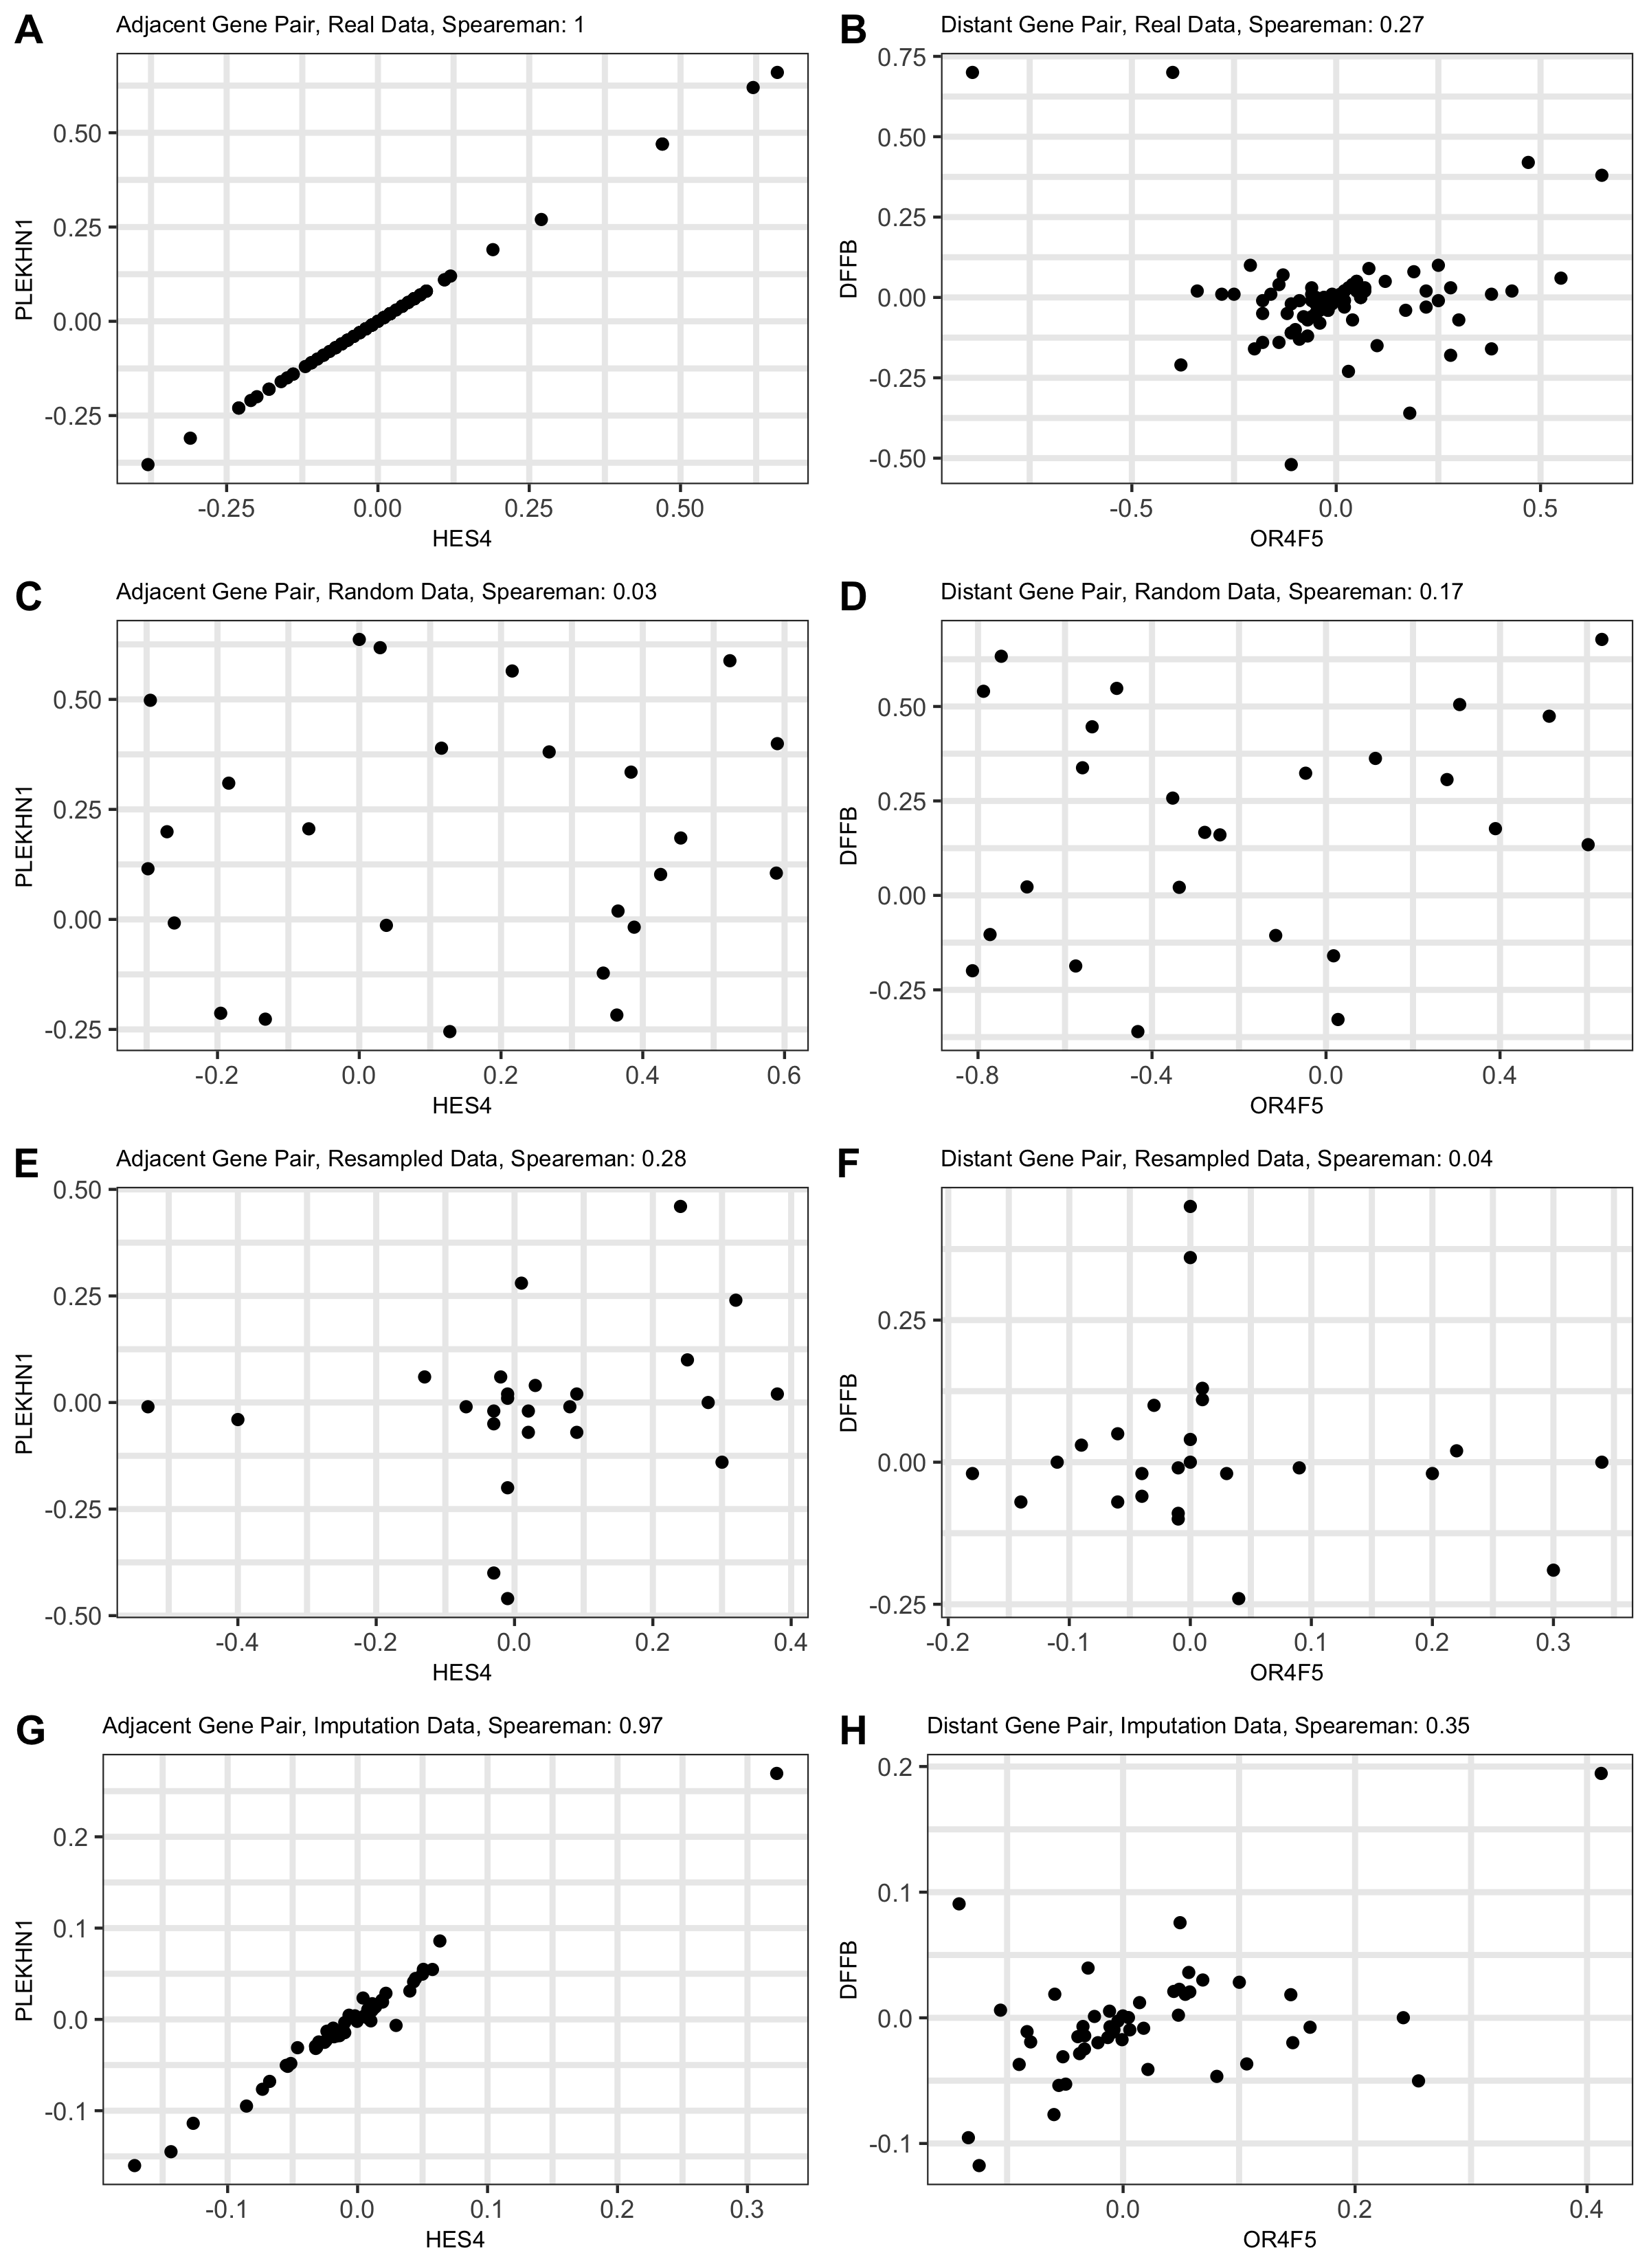 A Adjacent Gene Pair, Real Data, Speareman: 1
PLEKHN1
0.50
0.25
0.00
-0.25
-0.25 0.00 0.25 0.50
HES4
B Distant Gene Pair, Real Data, Speareman: 0.27
DFFB
0.75
0.50
0.25
0.00
-0.25
-0.50
-0.5 0.0 0.5
OR4F5
C Adjacent Gene Pair, Random Data, Speareman: 0.03
PLEKHN1
0.50
0.25
0.00
-0.25
-0.2 0.0 0.2 0.4 0.6
HES4
D Distant Gene Pair, Random Data, Speareman: 0.17
DFFB
0.50
0.25
0.00
-0.25
-0.8 -0.4 0.0 0.4
OR4F5
E Adjacent Gene Pair, Resampled Data, Speareman: 0.28
PLEKHN1
0.50
0.25
0.00
-0.25
-0.50
-0.4 -0.2 0.0 0.2 0.4
HES4
F Distant Gene Pair, Resampled Data, Speareman: 0.04
DFFB
0.25
0.00
-0.25
-0.2 -0.1 0.0 0.1 0.2 0.3
OR4F5
G Adjacent Gene Pair, Imputation Data, Speareman: 0.97
PLEKHN1
0.2
0.1
0.0
-0.1
-0.1 0.0 0.1 0.2 0.3
HES4
H Distant Gene Pair, Imputation Data, Speareman: 0.35
DFFB
0.2
0.1
0.0
-0.1
0.0 0.2 0.4
OR4F5